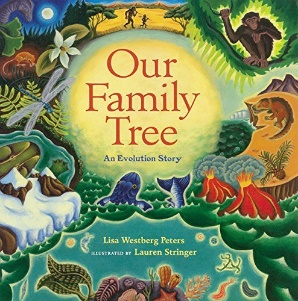 Our
Family
Tree
An Evolution Story
Lisa Westberg Peters
ILLUSTRATED BY Lauren Stringer